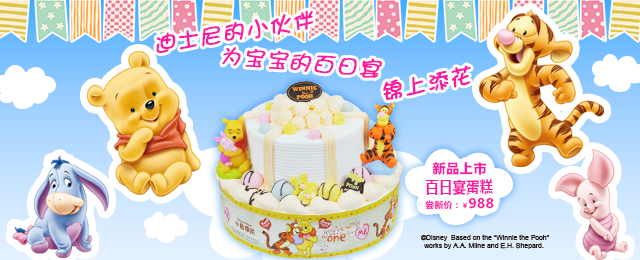 迪士尼的小伙伴
为宝宝的百日宴
锦上添花
WINNIE
POOH
新品上市
百日宴蛋糕
尝新价：¥988
one
me
©Disney Based on the "Winnie the Pooh"
works by A.A. Milne and E.H. Shepard.